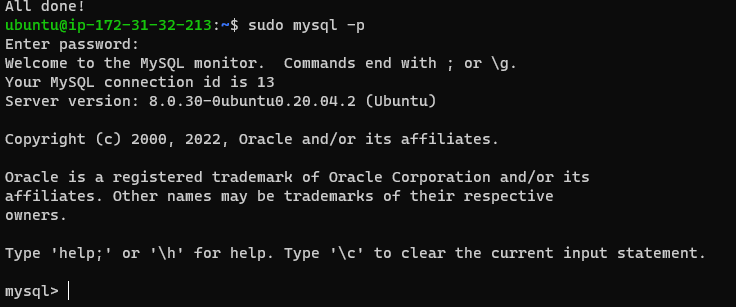 All done!
ubuntu@ip-172-31-32-213:~$ sudo mysql -p
Enter password:
Welcome to the MySQL monitor.  Commands end with ; or \g.
Your MySQL connection id is 13
Server version: 8.0.30-0ubuntu0.20.04.2 (Ubuntu)
Copyright (c) 2000, 2022, Oracle and/or its affiliates.
Oracle is a registered trademark of Oracle Corporation and/or its
affiliates. Other names may be trademarks of their respective
owners.
Type 'help;' or '\h' for help. Type '\c' to clear the current input statement.
mysql>